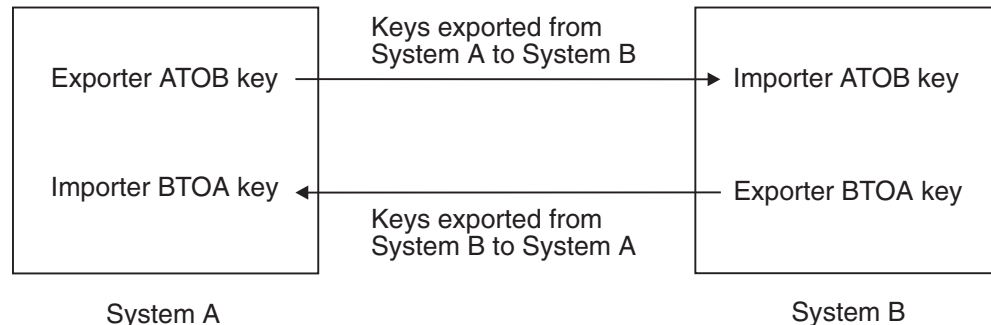 Keys exported from
System A to System B
Exporter ATOB key
Importer ATOB key
Importer BTOA key
Exporter BTOA key
Keys exported from
System B to System A
System A
System B